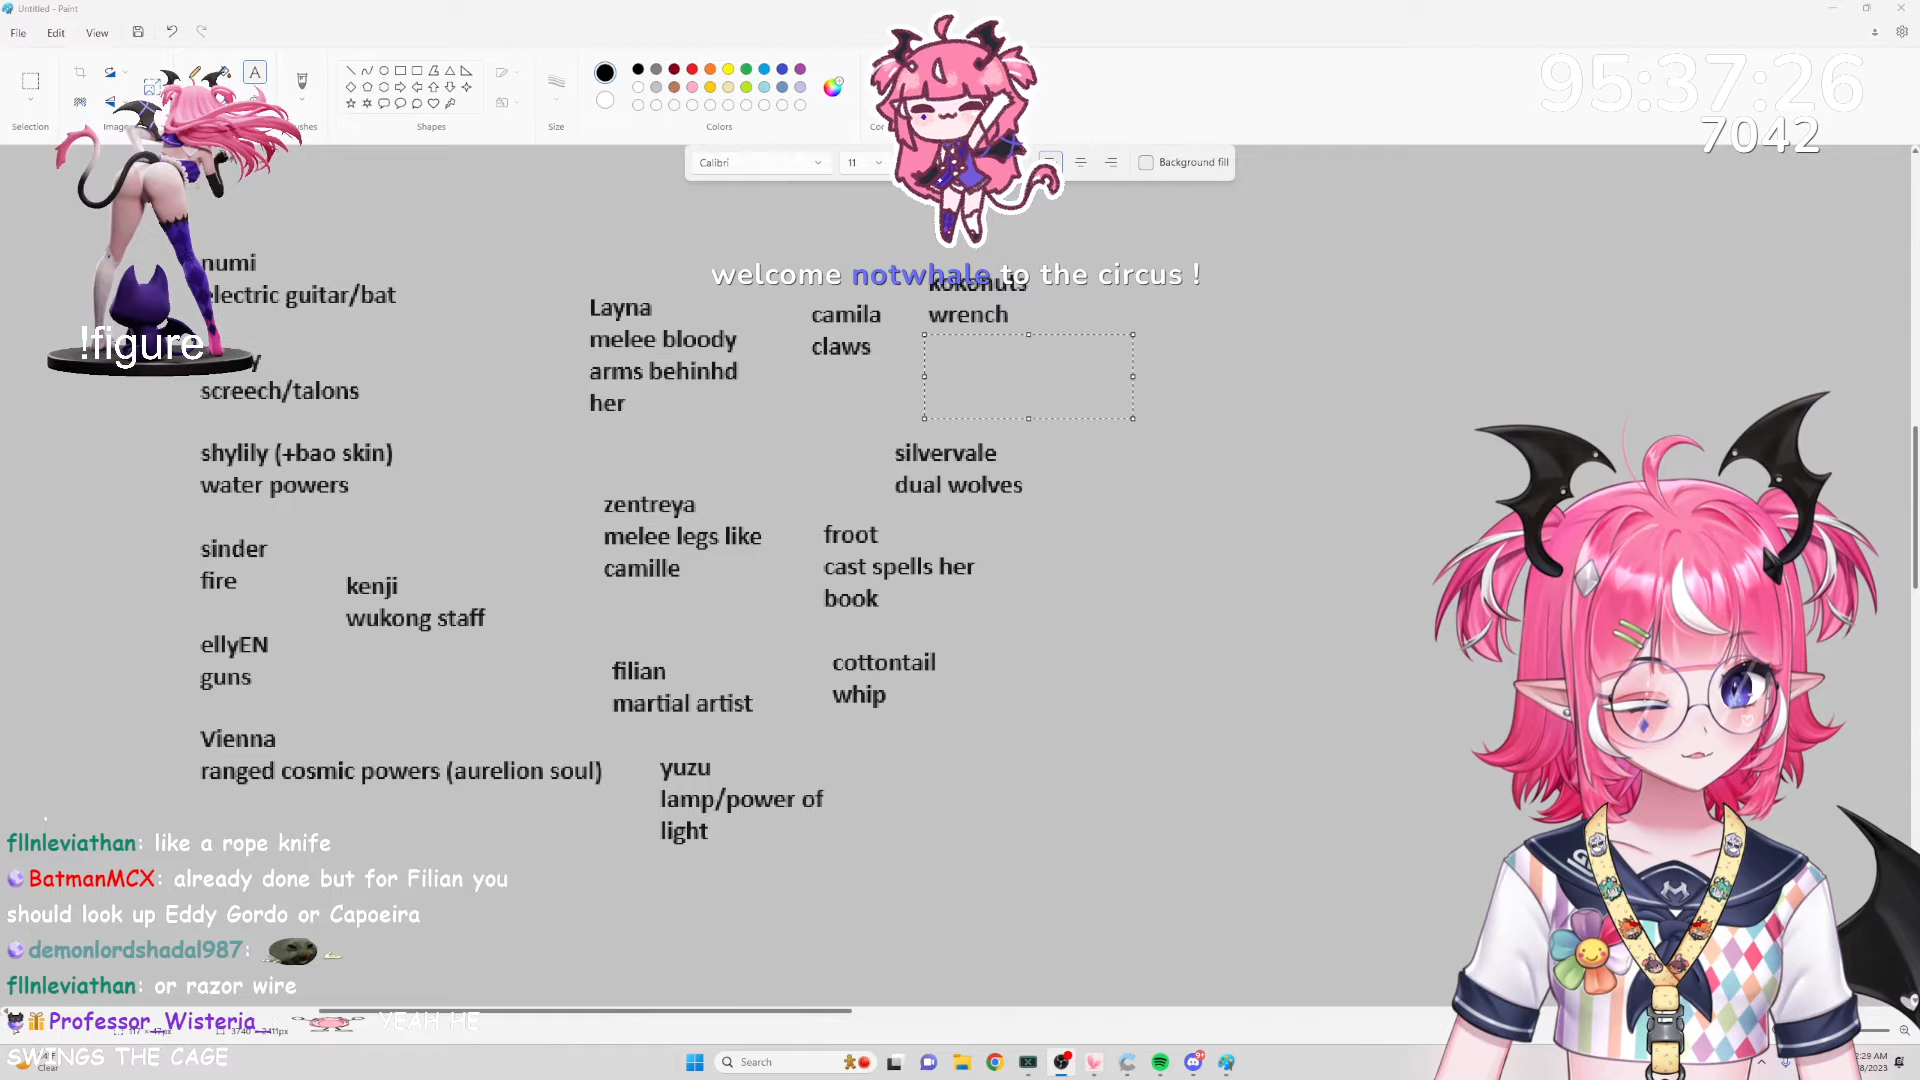 Untitled - Paint
File
Edit
View
Selection
Shapes
Size
Colors
95:37:26
7042
Calibri
11
Background fill
welcome notwhale to the circus !
numi
electric guitar/bat
screech/talons
!figure
shylily (+bao skin)
water powers
sinder
fire
kenji
wukong staff
ellyEN
guns
Vienna
ranged cosmic powers (aurelion soul)
Layna
melee bloody
arms behinhd
her
zentreya
melee legs like
camille
filian
martial artist
yuzu
lamp/power of
light
camila
claws
kokonuts
wrench
silvervale
dual wolves
froot
cast spells her
book
cottontail
whip
fllnleviathan: like a rope knife
BatmanMCX: already done but for Filian you
should look up Eddy Gordo or Capoeira
demonlordshadal987:
fllnleviathan: or razor wire
Professor_Wisteria : YEAH HE
SWINGS THE CAGE
Clear
Search